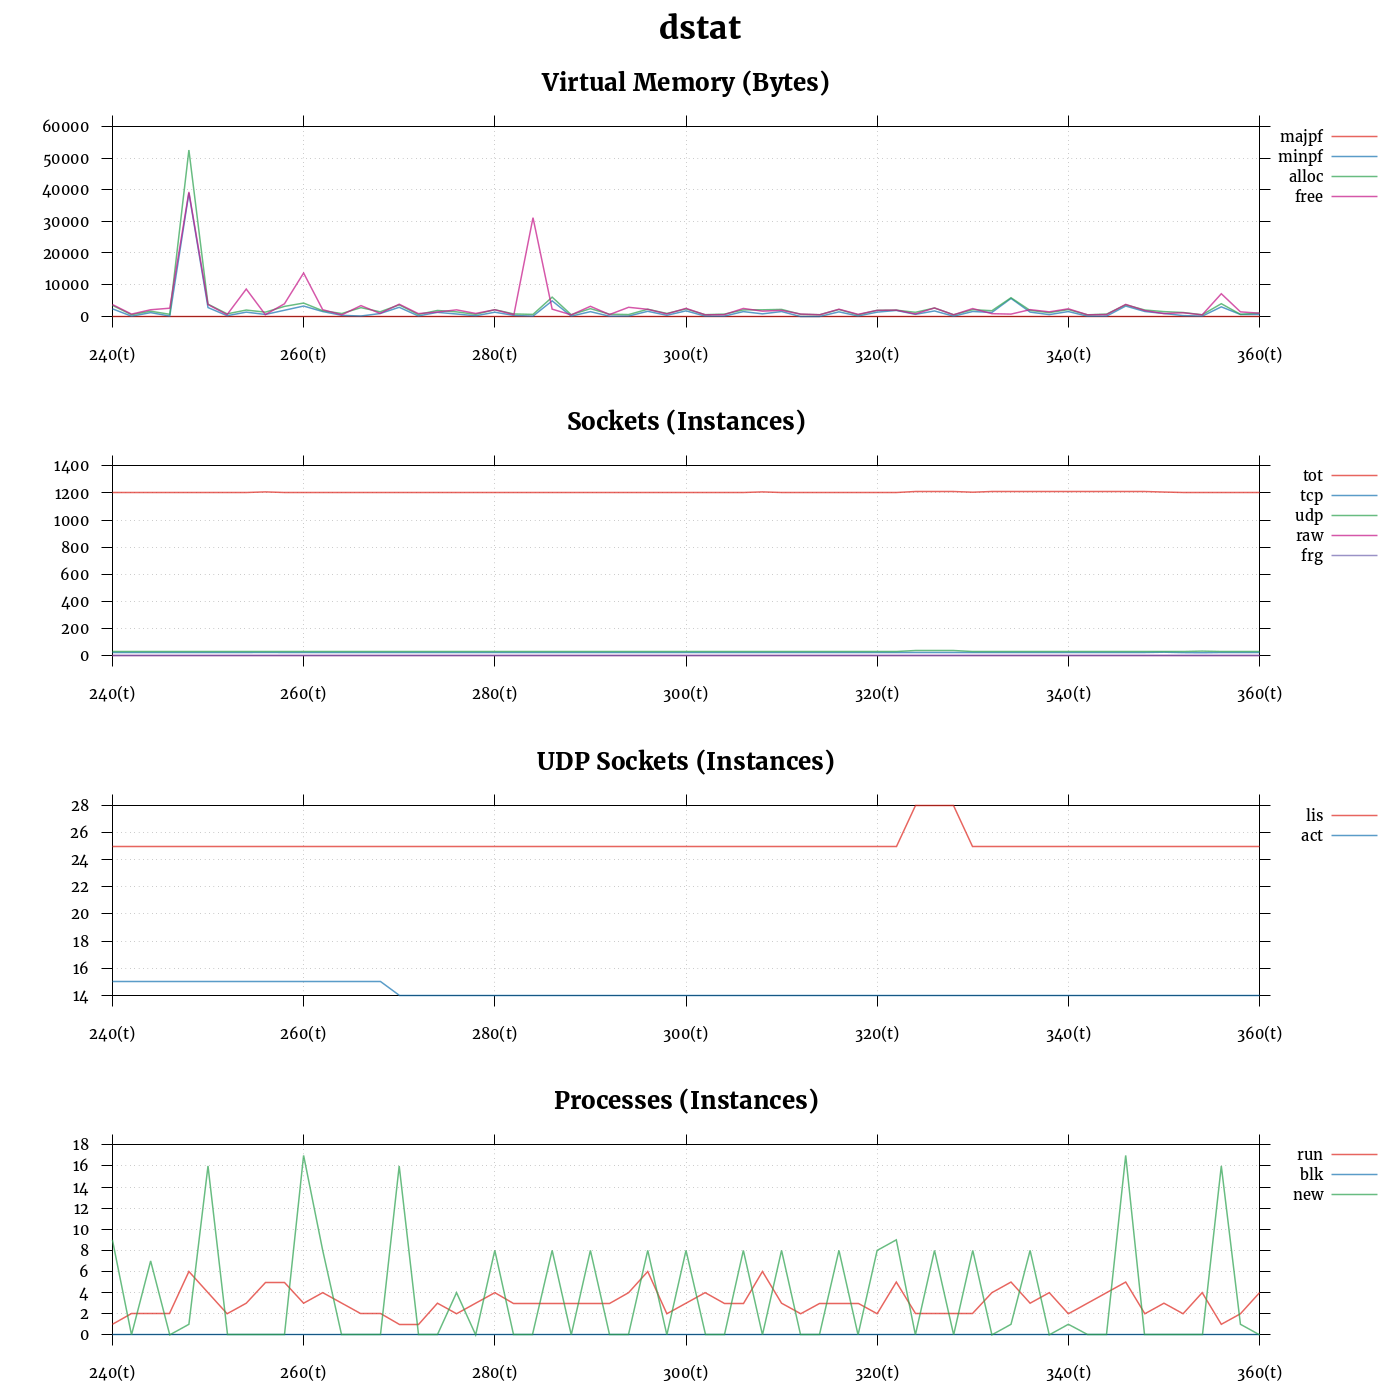 dstat
Virtual Memory (Bytes)
60000
50000
40000
30000
20000
10000
0
240(t) 260(t) 280(t) 300(t) 320(t) 340(t) 360(t)
majpf
minpf
alloc
free
Sockets (Instances)
1400
1200
1000
800
600
400
200
0
240(t) 260(t) 280(t) 300(t) 320(t) 340(t) 360(t)
tot
tcp
udp
raw
frg
UDP Sockets (Instances)
28
26
24
22
20
18
16
14
240(t) 260(t) 280(t) 300(t) 320(t) 340(t) 360(t)
lis
act
Processes (Instances)
18
16
14
12
10
8
6
4
2
0
240(t) 260(t) 280(t) 300(t) 320(t) 340(t) 360(t)
run
blk
new